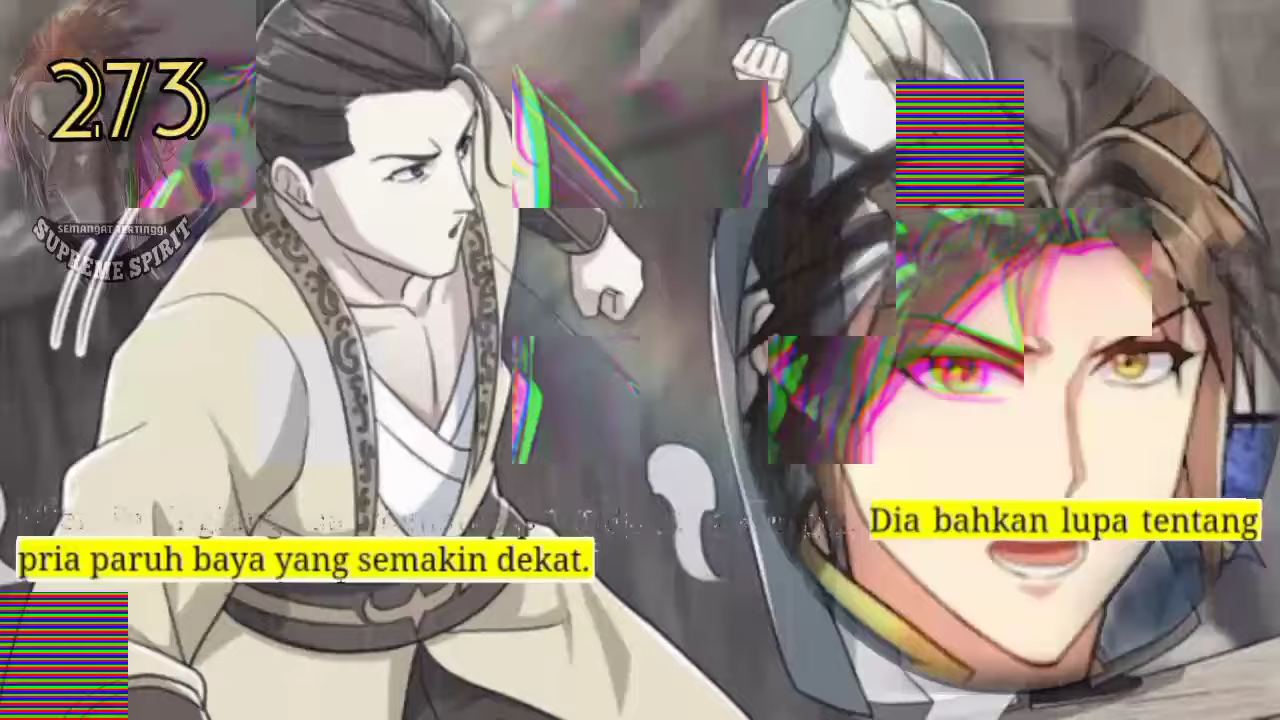 273
SEMANGAT TERTINGGI
SUPREME SPIRIT
Dia bahkan lupa tentang
pria paruh baya yang semakin dekat.